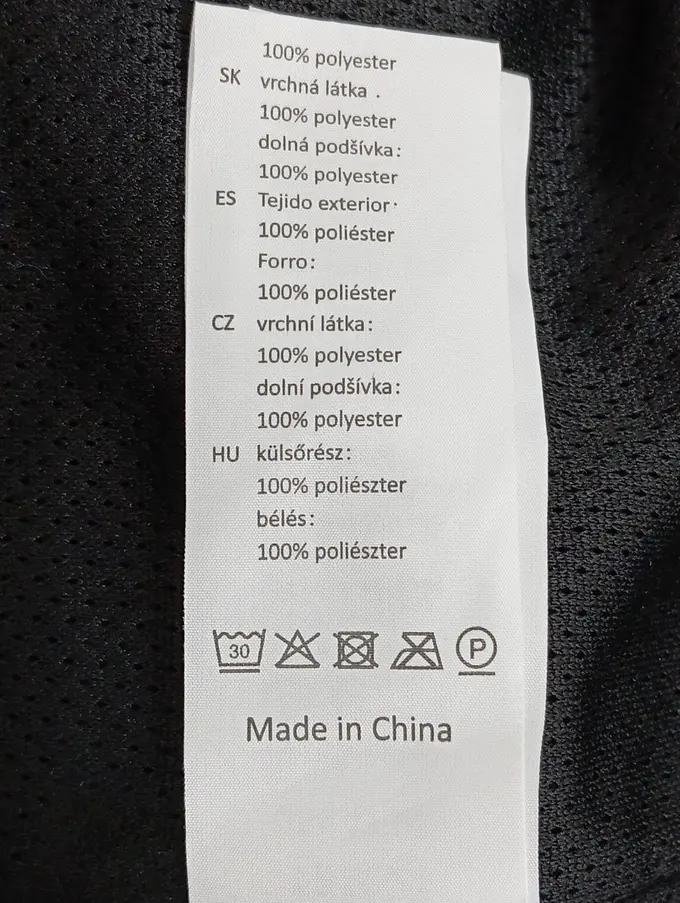 100% polyester
SK vrchná látka .
100% polyester
dolná podšívka:
100% polyester
ES Tejido exterior·
100% poliéster
Forro:
100% poliéster
CZ vrchní látka:
100% polyester
dolní podšívka:
100% polyester
HU külsőrész:
100% poliészter
bélés:
100% poliészter
30 P
Made in China